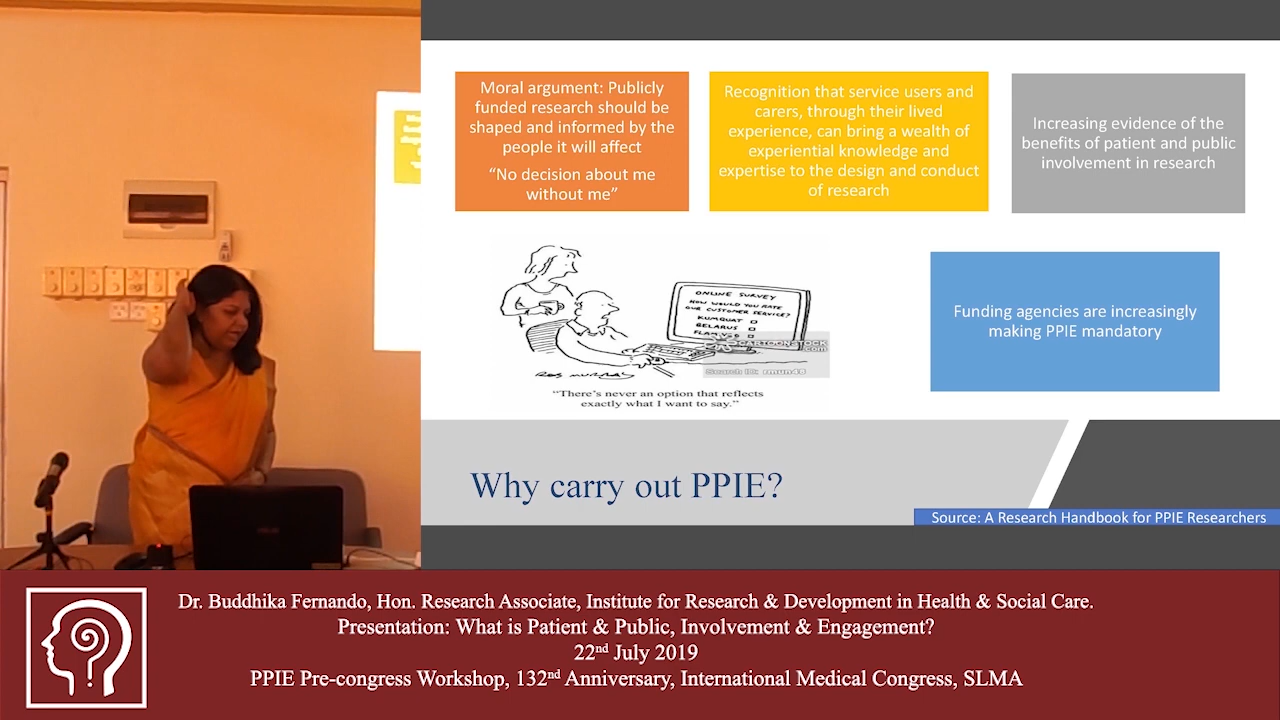 Moral argument: Publicly
funded research should be
shaped and informed by the
people it will affect
“No decision about me
without me”
Recognition that service users and
carers, through their lived
experience, can bring a wealth of
experiential knowledge and
expertise to the design and conduct
of research
Increasing evidence of the
benefits of patient and public
involvement in research
ONLINE SURVEY
HOW WOULD YOU RATE
OUR CUSTOMER SERVICE?
KUMQUAT
BELARUS
CARTOONSTOCK
.com
Search ID:
ROB MURRAY
“There's never an option that reflects
exactly what I want to say.”
Funding agencies are increasingly
making PPIE mandatory
Why carry out PPIE?
Source: A Research Handbook for PPIE Researchers
Dr. Buddhika Fernando, Hon. Research Associate, Institute for Research & Development in Health & Social Care.
Presentation: What is Patient & Public, Involvement & Engagement?
22nd July 2019
PPIE Pre-congress Workshop, 132nd Anniversary, International Medical Congress, SLMA